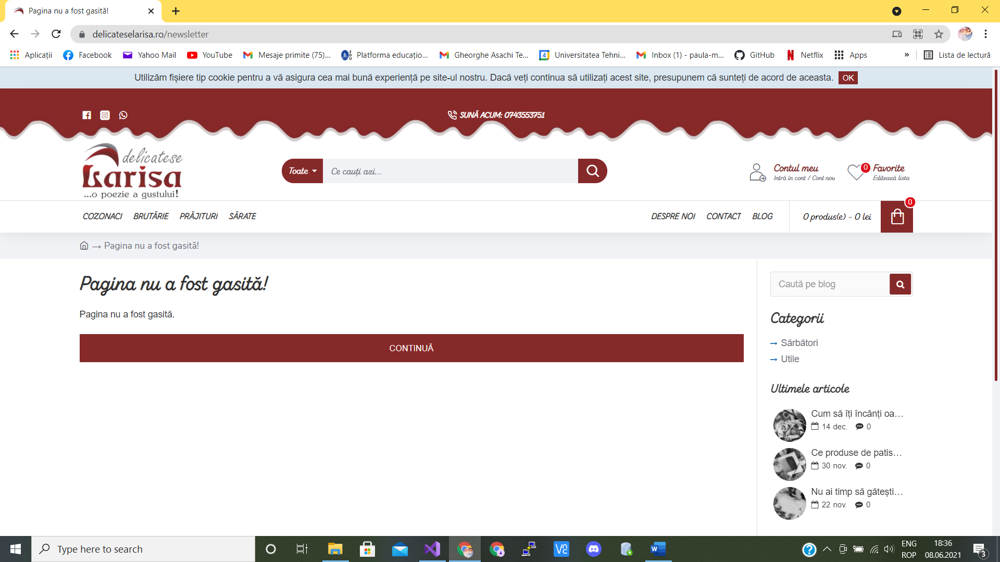 Pagina nu a fost gasită!
delicateselarisa.ro/newsletter
Aplicații Facebook Yahoo Mail YouTube Mesaje primite (75)... Platforma educațio... Gheorghe Asachi Te... Universitatea Tehni... Inbox (1) - paula-m... GitHub Netflix Apps » Lista de lectură
Utilizăm fișiere tip cookie pentru a vă asigura cea mai bună experiență pe site-ul nostru. Dacă veți continua să utilizați acest site, presupunem că sunteți de acord de aceasta. OK
SUNĂ ACUM: 0743553751
delicatese
Larisa
...o poezie a gustului!
Toate Ce cauți azi...
Contul meu
Intră în cont / Cont nou
0 Favorite
Editează lista
COZONACI BRUTĂRIE PRĂJITURI SĂRATE DESPRE NOI CONTACT BLOG 0 produs(e) - 0 lei 0
→ Pagina nu a fost gasită!
Pagina nu a fost gasită!
Pagina nu a fost gasită.
CONTINUĂ
Caută pe blog
Categorii
→ Sărbători
→ Utile
Ultimele articole
Cum să îți încânți oa...
14 dec. 0
Ce produse de patis...
30 nov. 0
Nu ai timp să gătești...
22 nov. 0
Type here to search
ENG
ROP
18:36
08.06.2021
3